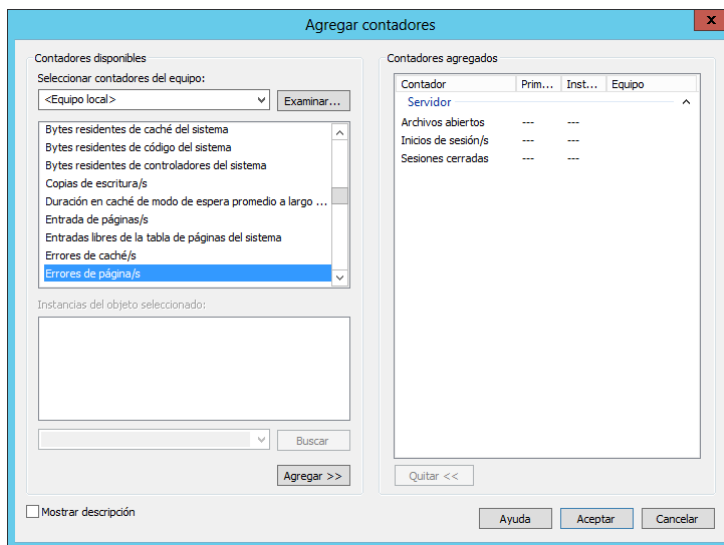 Agregar contadores
x
Contadores disponibles
Seleccionar contadores del equipo:
<Equipo local>
Examinar...
Bytes residentes de caché del sistema
Bytes residentes de código del sistema
Bytes residentes de controladores del sistema
Copias de escritura/s
Duración en caché de modo de espera promedio a largo ...
Entrada de páginas/s
Entradas libres de la tabla de páginas del sistema
Errores de caché/s
Errores de página/s
Instancias del objeto seleccionado:
Buscar
Agregar >>
Mostrar descripción
Contadores agregados
Contador Prim... Inst... Equipo
Servidor
Archivos abiertos --- ---
Inicios de sesión/s --- ---
Sesiones cerradas --- ---
Quitar <<
Ayuda Aceptar Cancelar